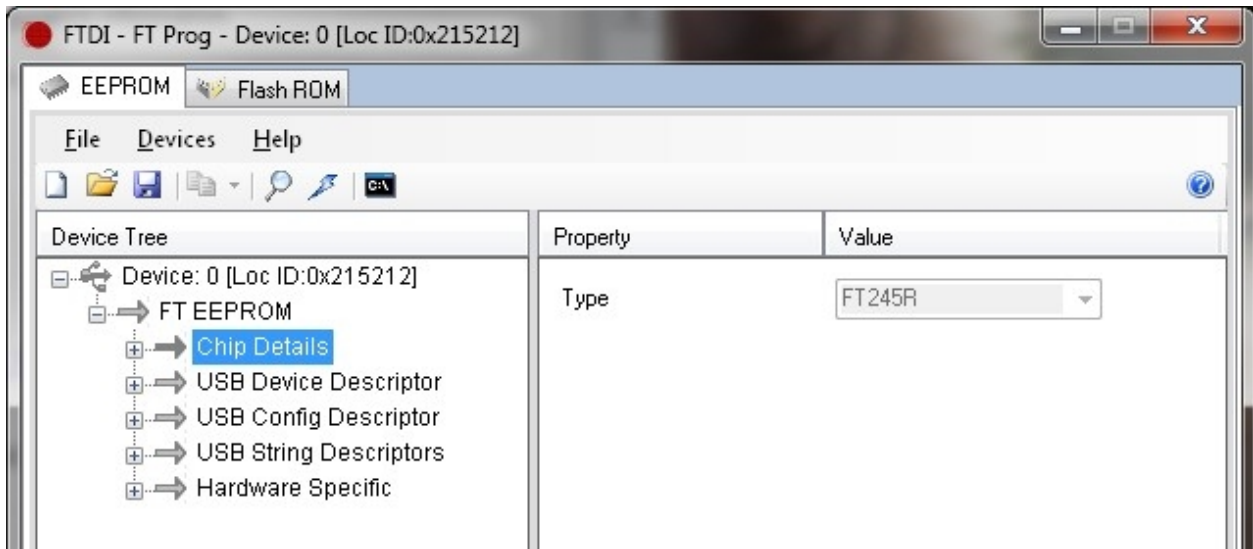 FTDI - FT Prog - Device: 0 [Loc ID:0x215212]
EEPROM Flash ROM
File Devices Help
C:\
Device Tree Property Value
Device: 0 [Loc ID:0x215212]
Type FT245R
FT EEPROM
Chip Details
USB Device Descriptor
USB Config Descriptor
USB String Descriptors
Hardware Specific